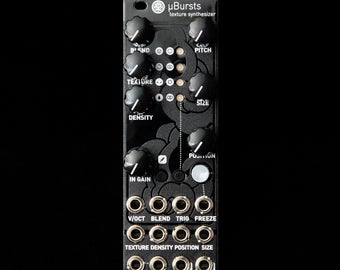 µBursts
texture synthesizer
BLEND PITCH
TEXTURE
SIZE
DENSITY
POSITION
IN GAIN
V/OCT BLEND TRIG FREEZE
TEXTURE DENSITY POSITION SIZE